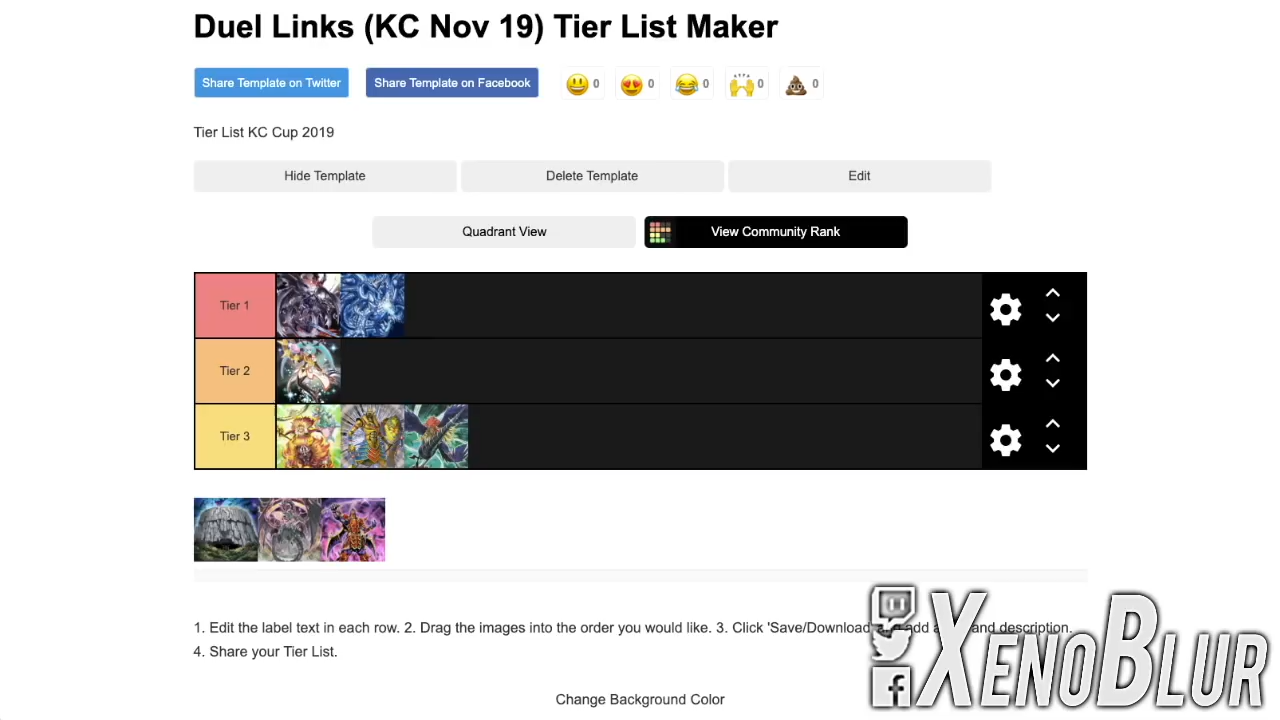 Duel Links (KC Nov 19) Tier List Maker
Share Template on Twitter
Share Template on Facebook
0
0
0
0
0
Tier List KC Cup 2019
Hide Template
Delete Template
Edit
Quadrant View
View Community Rank
Tier 1
Tier 2
Tier 3
1. Edit the label text in each row. 2. Drag the images into the order you would like. 3. Click 'Save/Download add and description.
4. Share your Tier List.
Change Background Color
XENOBLUR